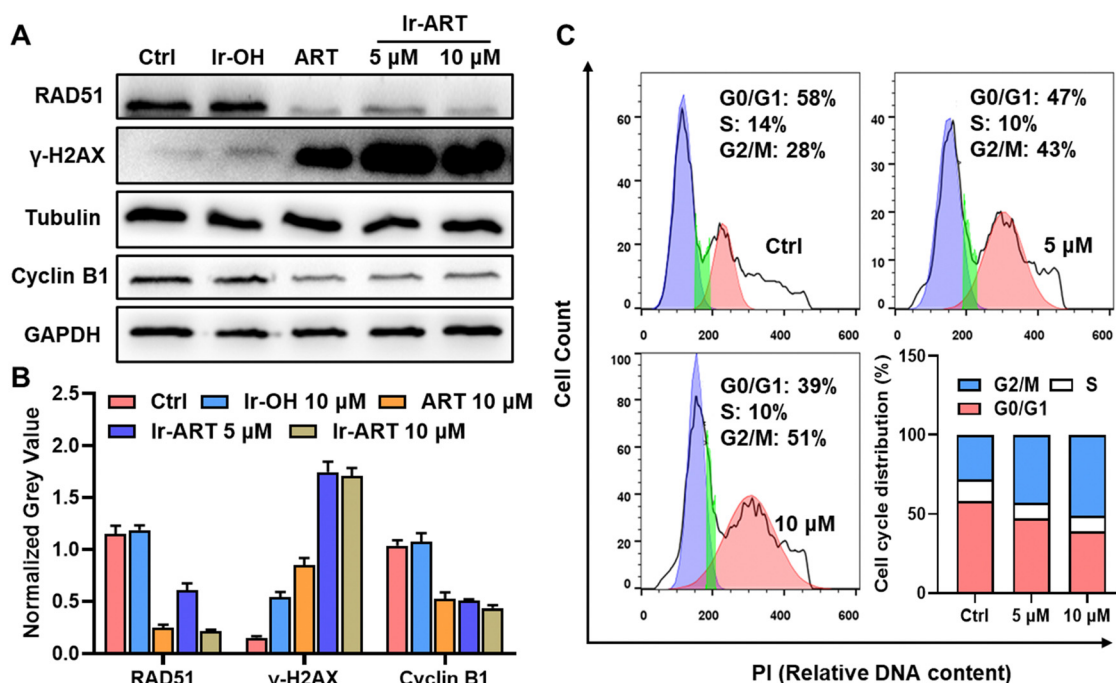 A
Ir-ART
Ctrl Ir-OH ART 5 μM 10 μM
RAD51
γ-H2AX
Tubulin
Cyclin B1
GAPDH
B
Normalized Grey Value
2.5
2.0
1.5
1.0
0.5
0.0
Ctrl Ir-OH 10 μM ART 10 μM
Ir-ART 5 μM Ir-ART 10 μM
RAD51 γ-H2AX Cyclin B1
C
Cell Count
G0/G1: 58%
S: 14%
G2/M: 28%
Ctrl
60
40
20
0
0 200 400 600
G0/G1: 47%
S: 10%
G2/M: 43%
5 μM
40
30
20
10
0
0 200 400 600
G0/G1: 39%
S: 10%
G2/M: 51%
10 μM
100
80
60
40
20
0
0 200 400 600
Cell cycle distribution (%)
150
100
50
0
G2/M S
G0/G1
Ctrl 5 μM 10 μM
PI (Relative DNA content)